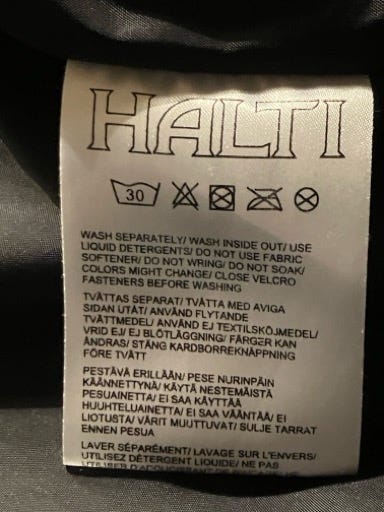 HALTI
30
WASH SEPARATELY/ WASH INSIDE OUT/ USE
LIQUID DETERGENTS/ DO NOT USE FABRIC
SOFTENER/ DO NOT WRING/ DO NOT SOAK/
COLORS MIGHT CHANGE/ CLOSE VELCRO
FASTENERS BEFORE WASHING
TVÄTTAS SEPARAT/ TVÄTTA MED AVIGA
SIDAN UTÅT/ ANVÄND FLYTANDE
TVÄTTMEDEL/ ANVÄND EJ TEXTILSKÖJMEDEL/
VRID EJ/ EJ BLÖTLÄGGNING/ FÄRGER KAN
ÄNDRAS/ STÄNG KARDBORREKNÄPPNING
FÖRE TVÄTT
PESTÄVÄ ERILLÄÄN/ PESE NURINPÄIN
KÄÄNNETTYNÄ/ KÄYTÄ NESTEMÄISTÄ
PESUAINETTA/ EI SAA KÄYTTÄÄ
HUUHTELUAINETTA/ EI SAA VÄÄNTÄÄ/ EI
LIOTUSTA/ VÄRIT MUUTTUVAT/ SULJE TARRAT
ENNEN PESUA
LAVER SÉPARÉMENT/ LAVAGE SUR L'ENVERS/
UTILISEZ DÉTERGENT LIQUIDE/ NE PAS
UTILISER D'ADOUCISSANT DE